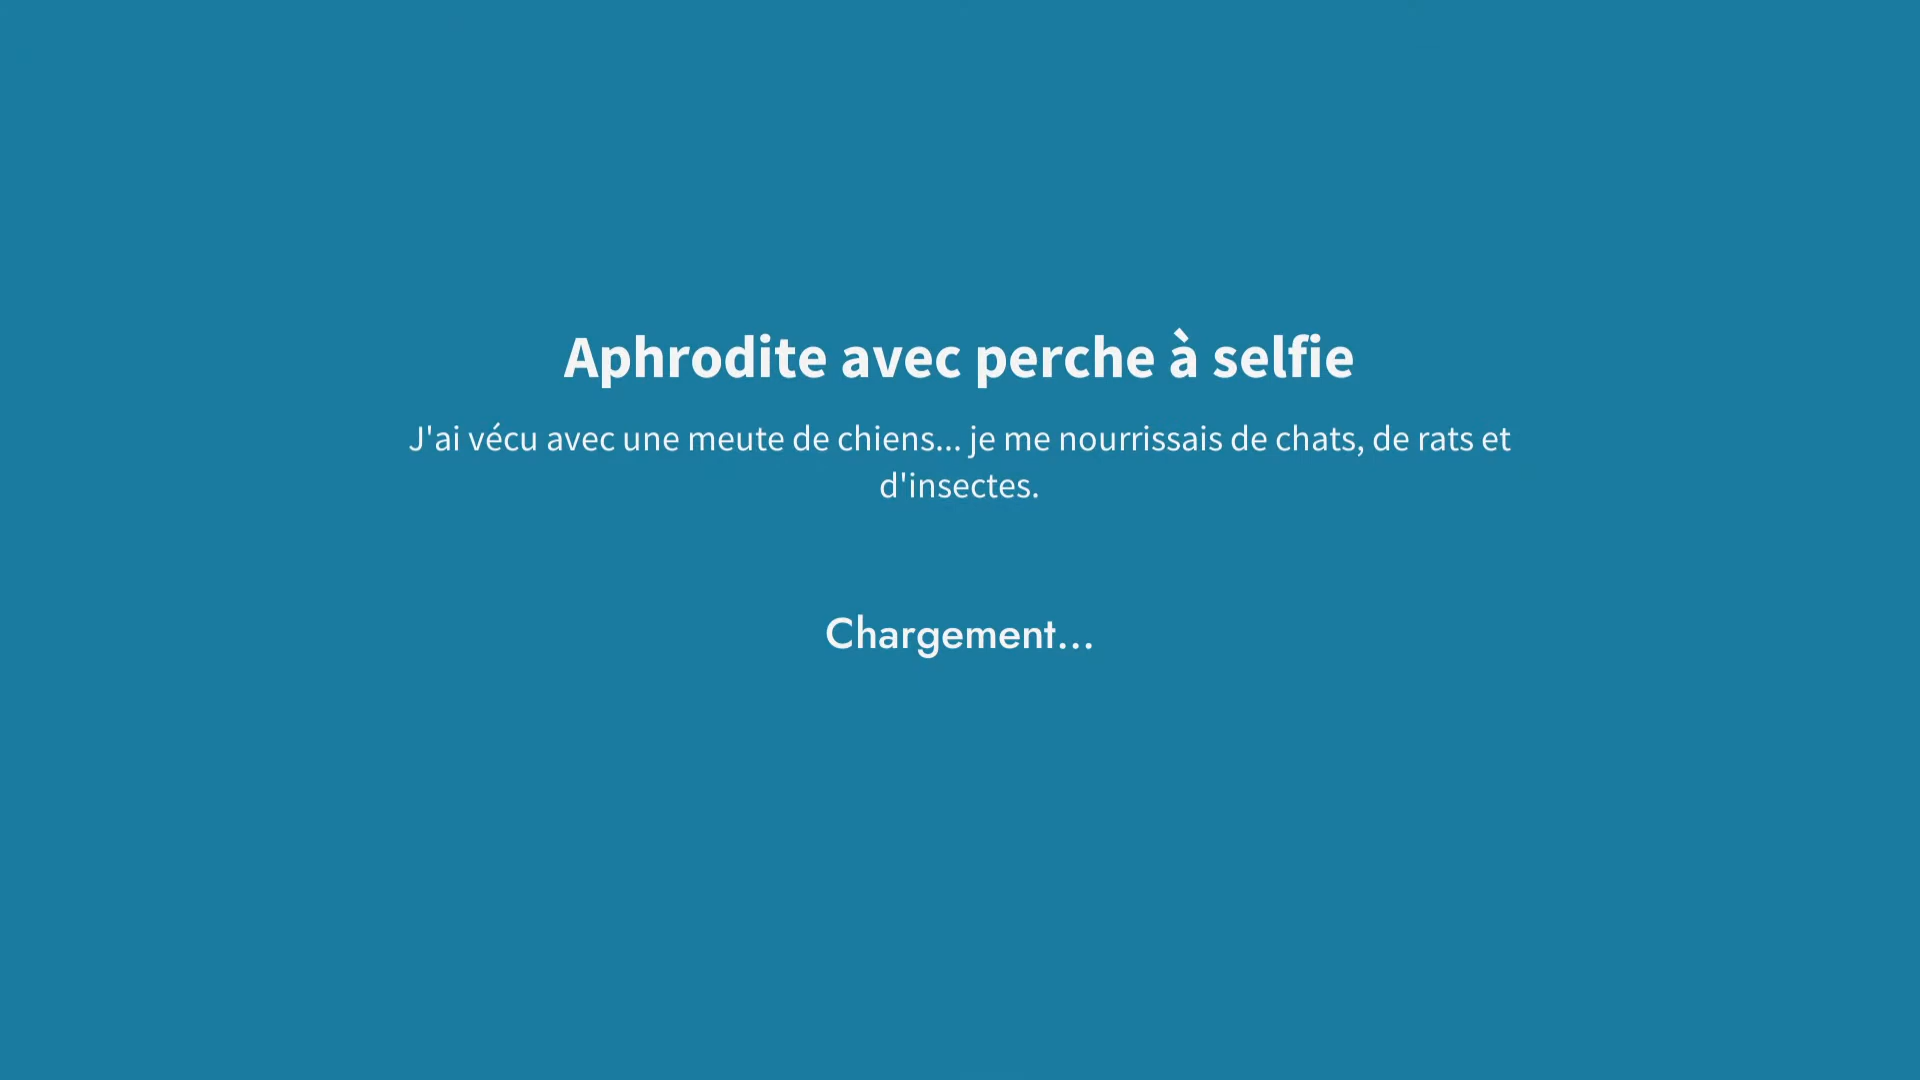 Aphrodite avec perche à selfie
J'ai vécu avec une meute de chiens... je me nourrissais de chats, de rats et
d'insectes.
Chargement...